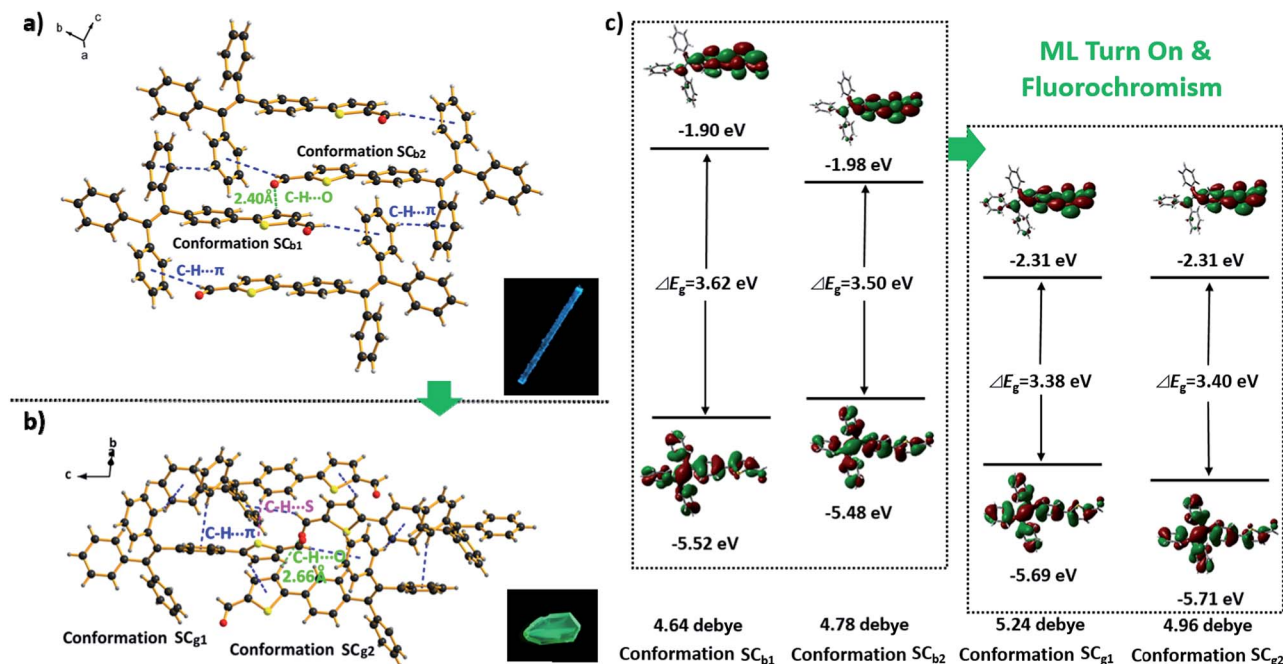 a)
c
b
a
Conformation SCb2
2.40Å C-H···O
C-H···π
Conformation SCb1
C-H···π
b)
b
a
c
C-H···S
C-H···π
C-H···O
2.66Å
Conformation SCg1
Conformation SCg2
c)
-1.90 eV
⊿Eg=3.62 eV
-5.52 eV
4.64 debye
Conformation SCb1
-1.98 eV
⊿Eg=3.50 eV
-5.48 eV
4.78 debye
Conformation SCb2
ML Turn On &
Fluorochromism
-2.31 eV
⊿Eg=3.38 eV
-5.69 eV
5.24 debye
Conformation SCg1
-2.31 eV
⊿Eg=3.40 eV
-5.71 eV
4.96 debye
Conformation SCg2